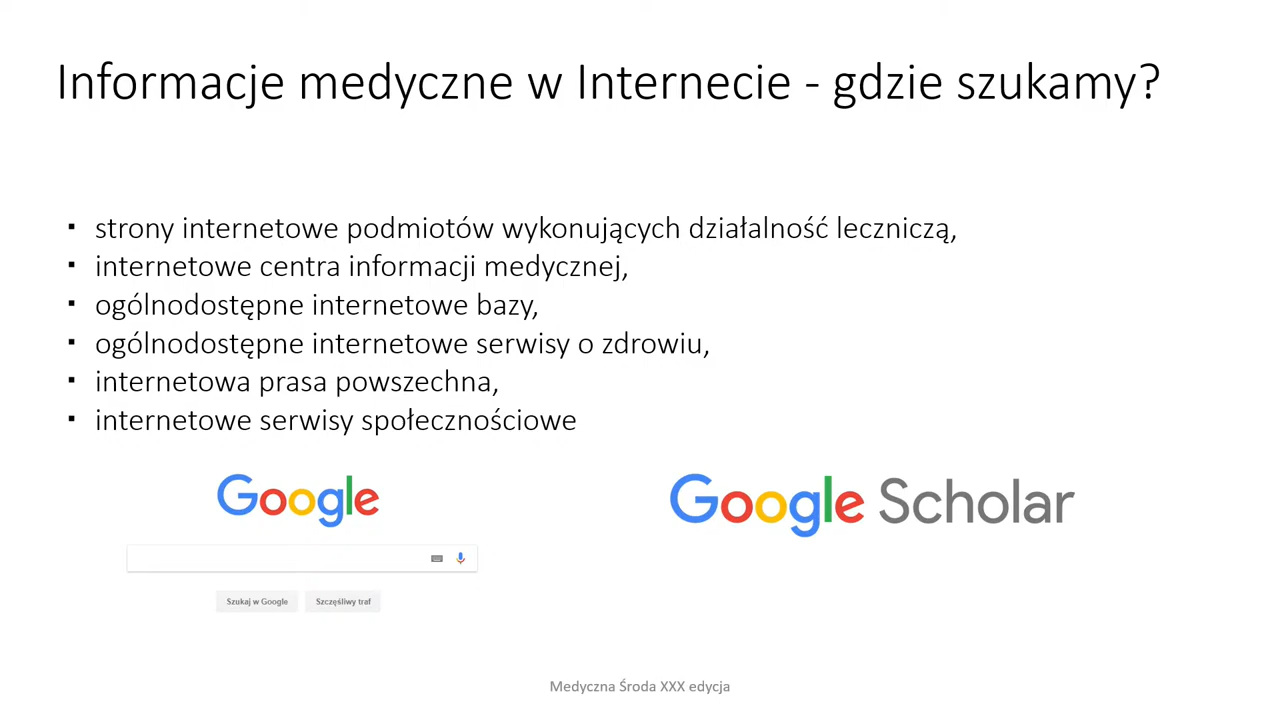 Informacje medyczne w Internecie - gdzie szukamy?
▪ strony internetowe podmiotów wykonujących działalność leczniczą,
▪ internetowe centra informacji medycznej,
▪ ogólnodostępne internetowe bazy,
▪ ogólnodostępne internetowe serwisy o zdrowiu,
▪ internetowa prasa powszechna,
▪ internetowe serwisy społecznościowe
Google
Google Scholar
Szukaj w Google
Szczęśliwy traf
Medyczna Środa XXX edycja